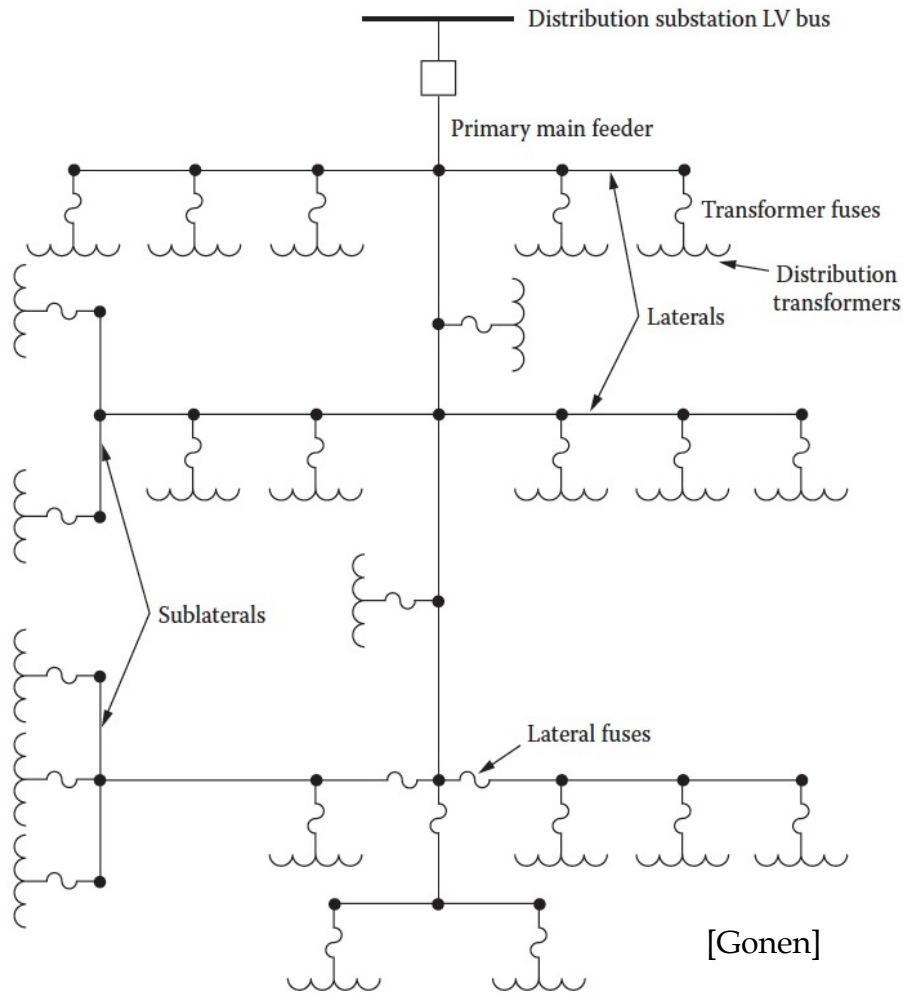 Distribution substation LV bus
Primary main feeder
Transformer fuses
Distribution
transformers
Laterals
Sublaterals
Lateral fuses
[Gonen]